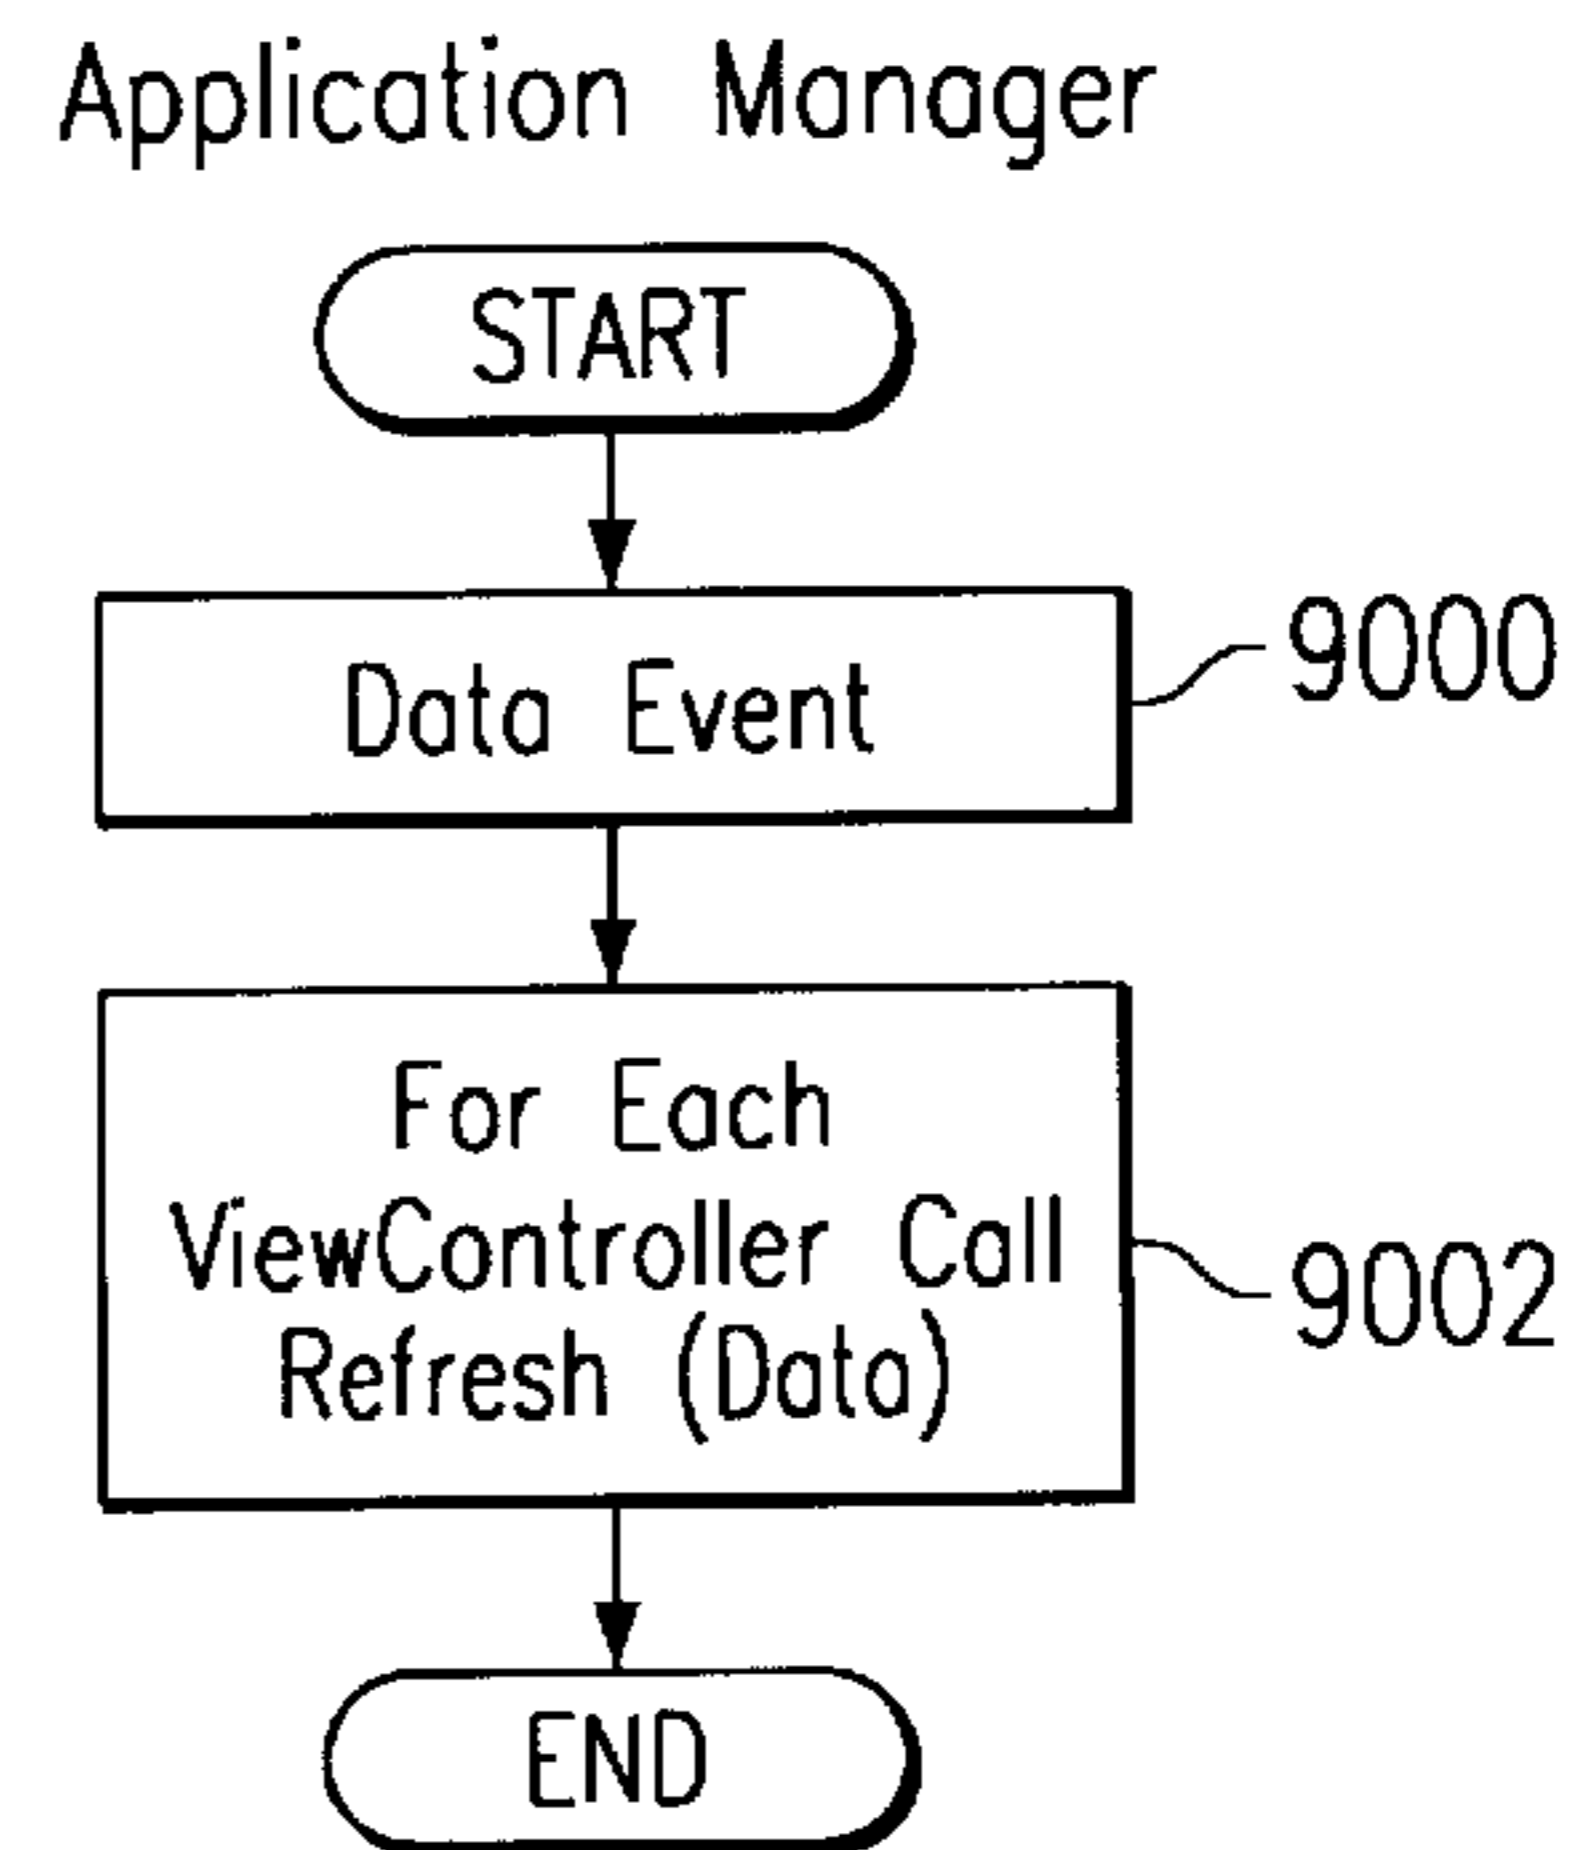 Application Manager
START
Data Event
9000
For Each
ViewController Call
Refresh (Data)
9002
END